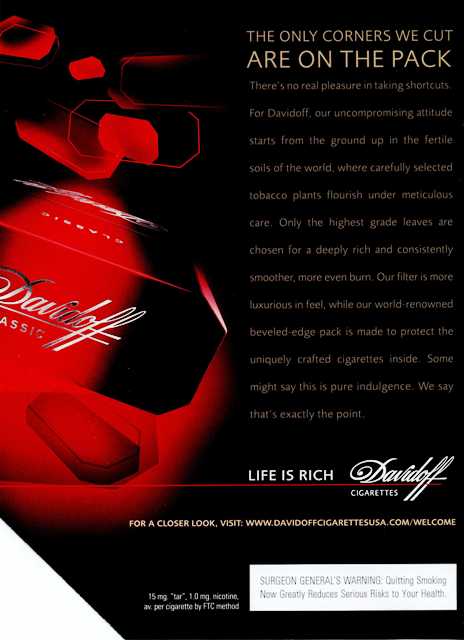 THE ONLY CORNERS WE CUT
ARE ON THE PACK
There's no real pleasure in taking shortcuts.
For Davidoff, our uncompromising attitude
starts from the ground up in the fertile
soils of the world, where carefully selected
tobacco plants flourish under meticulous
care. Only the highest grade leaves are
chosen for a deeply rich and consistently
smoother, more even burn. Our filter is more
luxurious in feel, while our world-renowned
beveled-edge pack is made to protect the
uniquely crafted cigarettes inside. Some
might say this is pure indulgence. We say
that's exactly the point.
CLASSIC
Davidoff
Davidoff
ASSIC
LIFE IS RICH
Davidoff
CIGARETTES
FOR A CLOSER LOOK, VISIT: WWW.DAVIDOFFCIGARETTESUSA.COM/WELCOME
15 mg. "tar", 1.0 mg. nicotine,
av. per cigarette by FTC method
SURGEON GENERAL'S WARNING: Quitting Smoking
Now Greatly Reduces Serious Risks to Your Health.